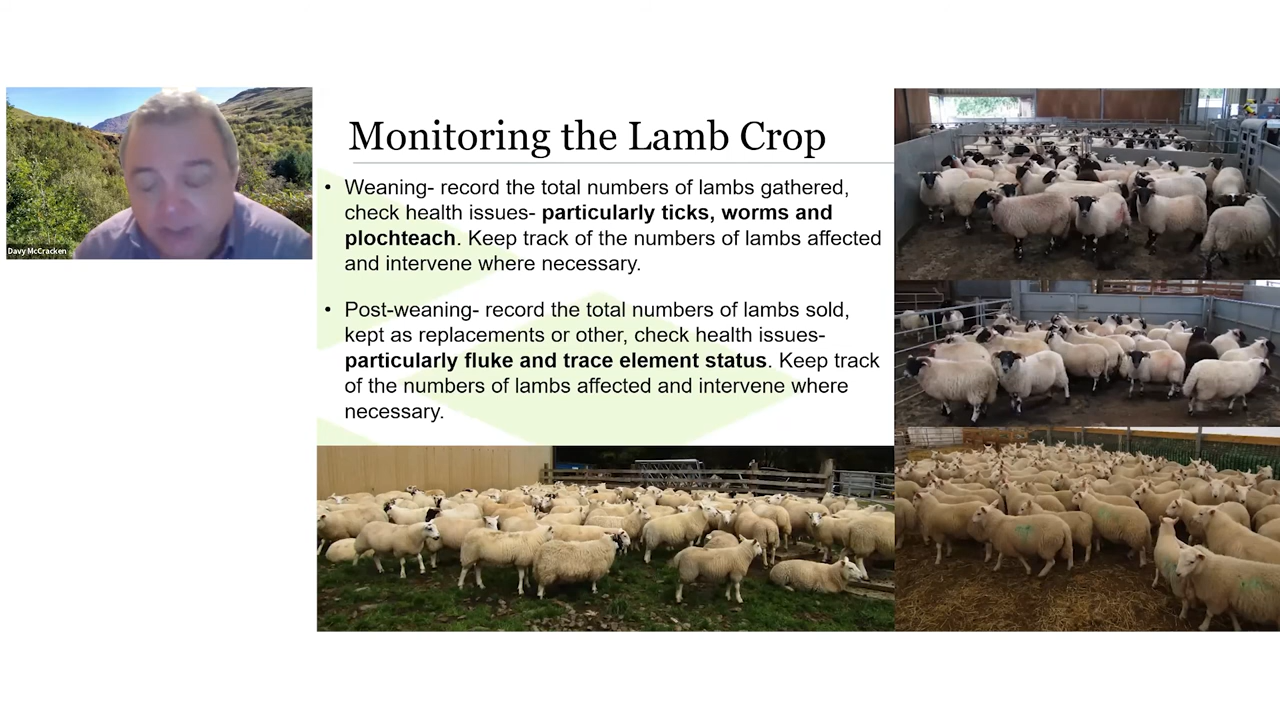 Monitoring the Lamb Crop
• Weaning- record the total numbers of lambs gathered,
check health issues- particularly ticks, worms and
plochteach. Keep track of the numbers of lambs affected
and intervene where necessary.
• Post-weaning- record the total numbers of lambs sold,
kept as replacements or other, check health issues-
particularly fluke and trace element status. Keep track
of the numbers of lambs affected and intervene where
necessary.
Davy McCracken